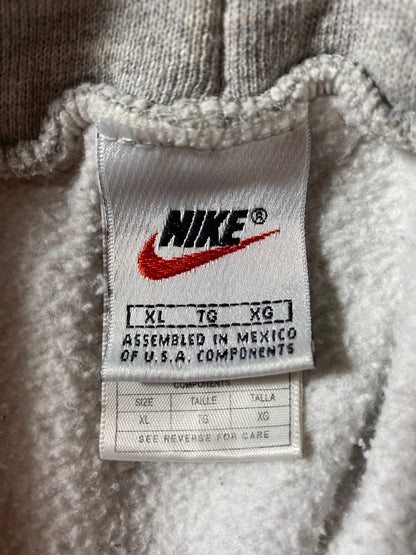 NIKE®
XL TG XG
ASSEMBLED IN MEXICO
OF U.S.A. COMPONENTS
COMPONENTS
SIZE TAILLE TALLA
XL TG XG
SEE REVERSE FOR CARE